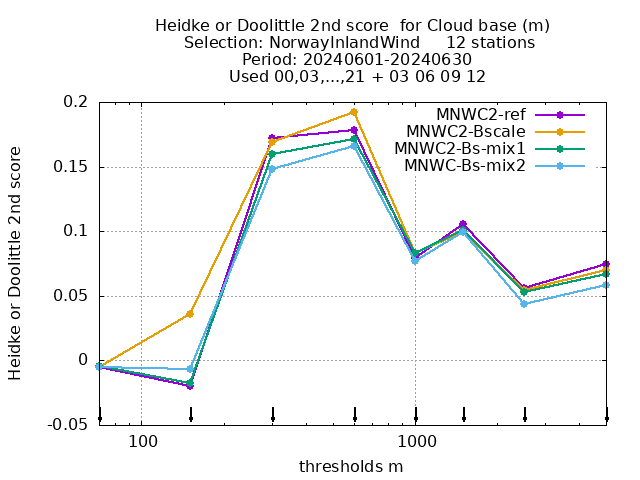 Heidke or Doolittle 2nd score  for Cloud base (m)
Selection: NorwayInlandWind     12 stations
Period: 20240601-20240630
Used 00,03,...,21 + 03 06 09 12
MNWC2-ref
MNWC2-Bscale
MNWC2-Bs-mix1
MNWC-Bs-mix2
Heidke or Doolittle 2nd score
0.2
0.15
0.1
0.05
0
-0.05
100
1000
thresholds m